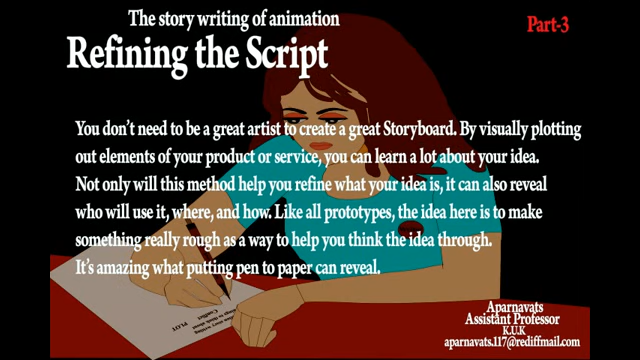 The story writing of animation
Part-3
Refining the Script
You don't need to be a great artist to create a great Storyboard. By visually plotting
out elements of your product or service, you can learn a lot about your idea.
Not only will this method help you refine what your idea is, it can also reveal
who will use it, where, and how. Like all prototypes, the idea here is to make
something really rough as a way to help you think the idea through.
It's amazing what putting pen to paper can reveal.
Conflict
PLOT
Aparnavats
Assistant Professor
K.U.K
aparnavats.117@rediffmail.com